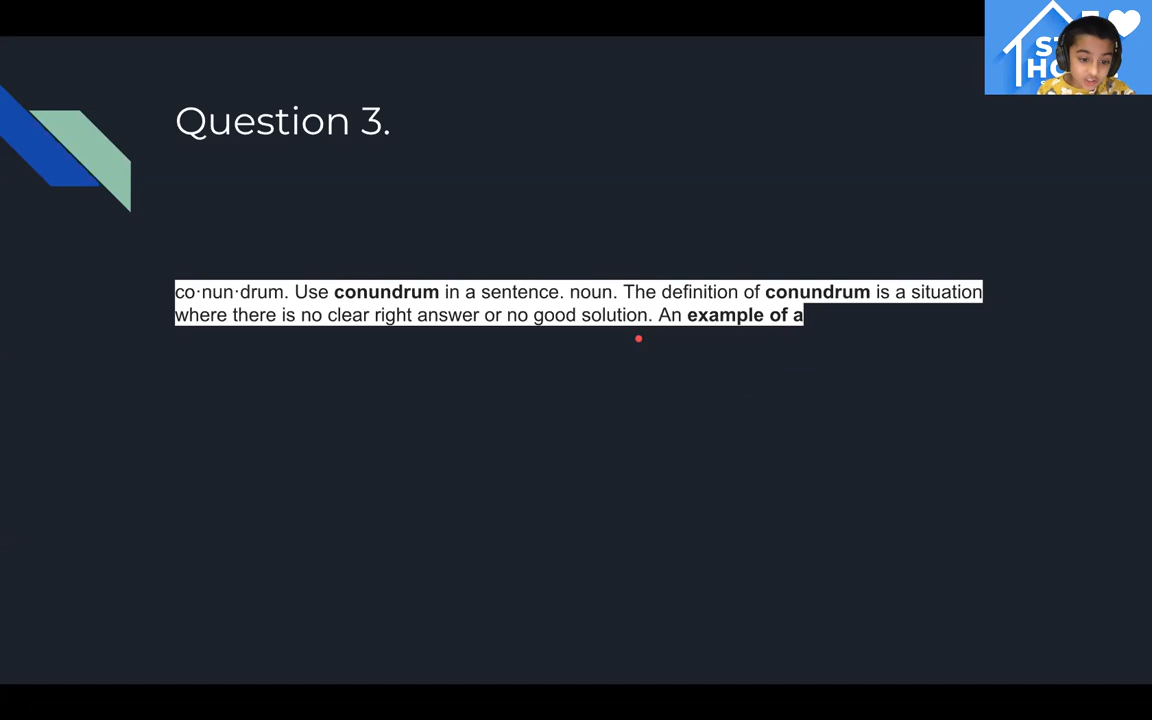 Question 3.
co·nun·drum. Use conundrum in a sentence. noun. The definition of conundrum is a situation
where there is no clear right answer or no good solution. An example of a